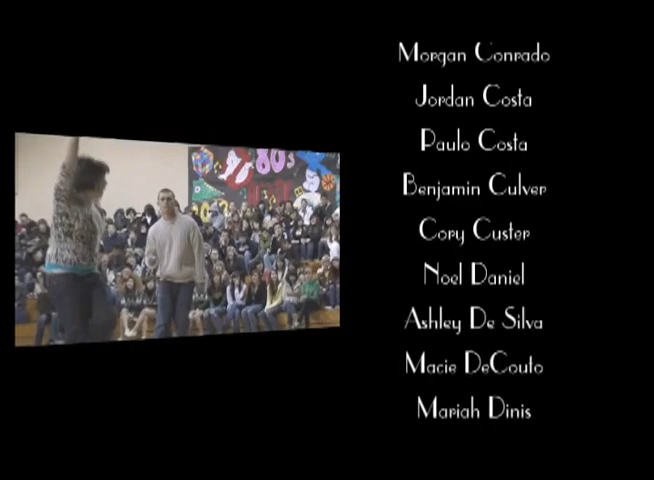 80's
Morgan Conrado
Jordan Costa
Paulo Costa
Benjamin Culver
Cory Custer
Noel Daniel
Ashley De Silva
Macie DeCouto
Mariah Dinis